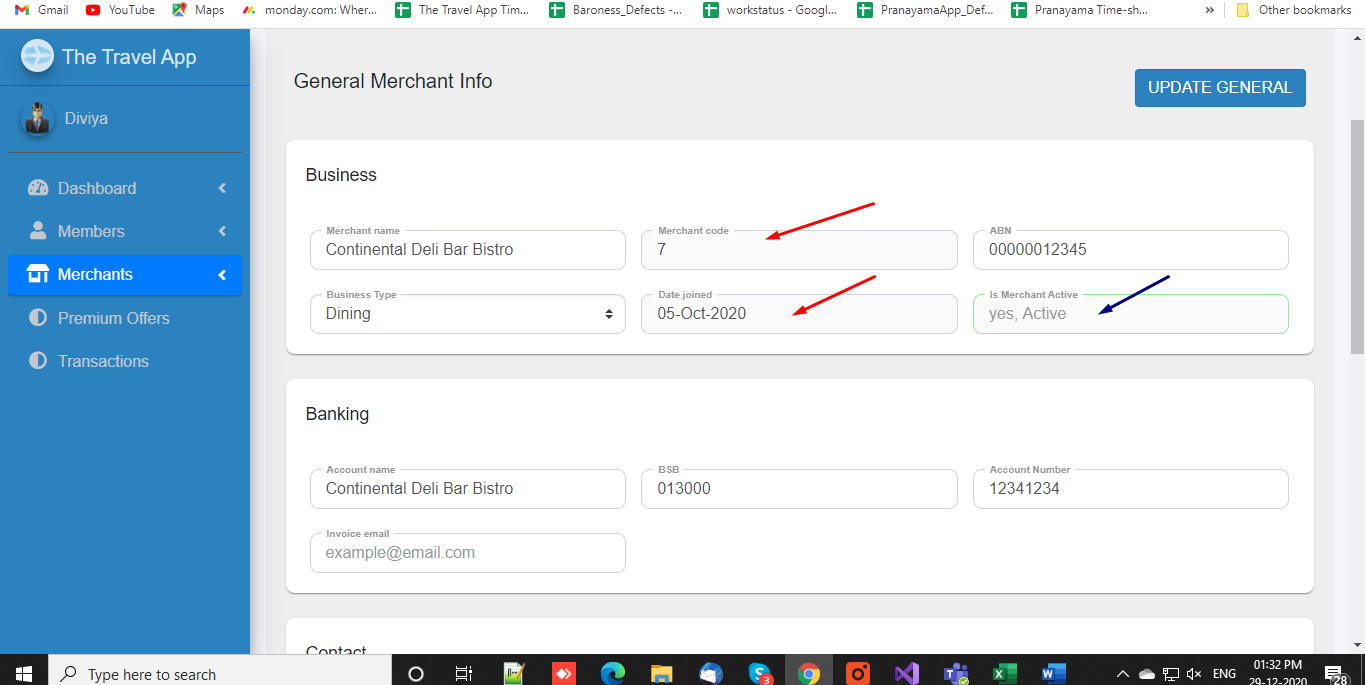 Gmail YouTube Maps monday.com: Wher... The Travel App Tim... Baroness_Defects -... workstatus - Googl... PranayamaApp_Def... Pranayama Time-sh... » Other bookmarks
The Travel App
Diviya
Dashboard
Members
Merchants
Premium Offers
Transactions
General Merchant Info
UPDATE GENERAL
Business
Merchant name
Continental Deli Bar Bistro
Merchant code
7
ABN
00000012345
Business Type
Dining
Date joined
05-Oct-2020
Is Merchant Active
yes, Active
Banking
Account name
Continental Deli Bar Bistro
BSB
013000
Account Number
12341234
Invoice email
example@email.com
Contact
Type here to search
3
ENG
01:32 PM
29-12-2020
28